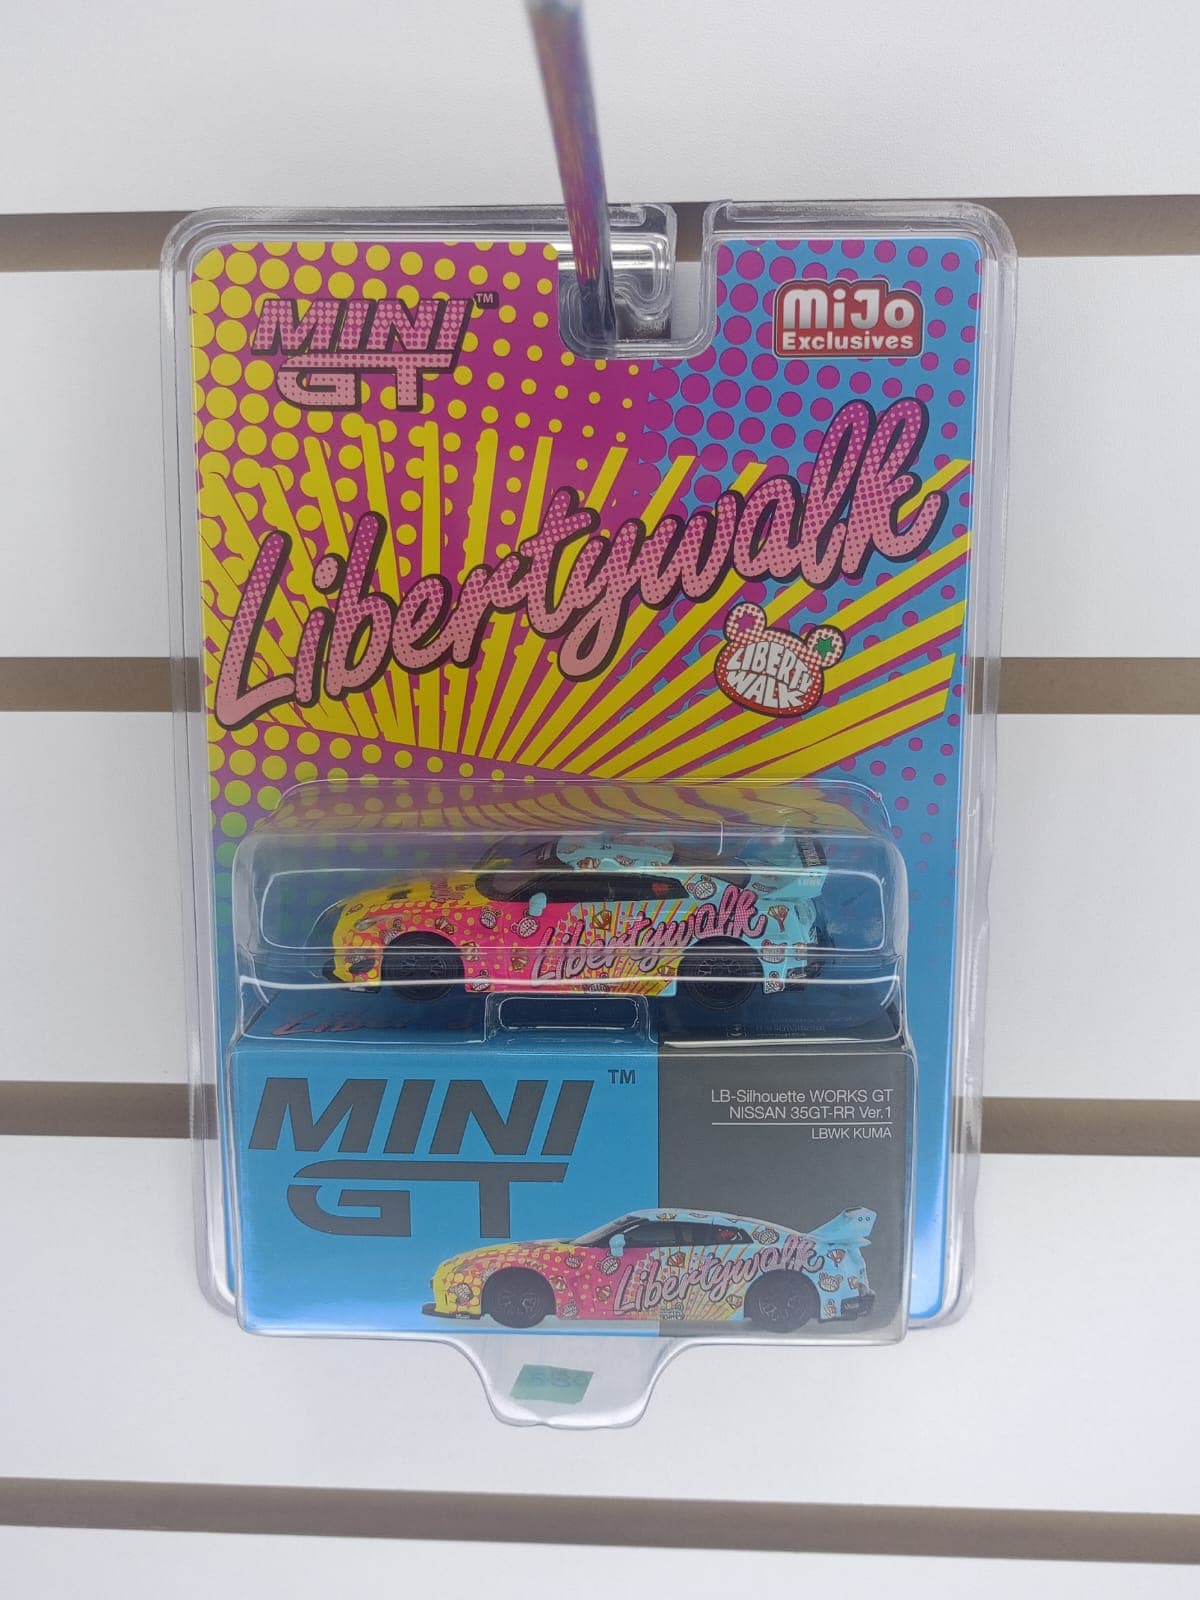 MINI GT™
MiJo
Exclusives
Libertywalk
LIBERTY
WALK
Libertywalk
MINI GT™
LB-Silhouette WORKS GT
NISSAN 35GT-RR Ver.1
LBWK KUMA
Libertywalk